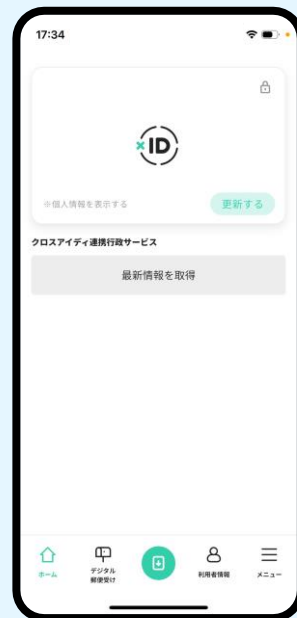 17:34
xID
※個人情報を表示する
更新する
クロスアイディ連携行政サービス
最新情報を取得
ホーム
デジタル
郵便受け
利用者情報
メニュー